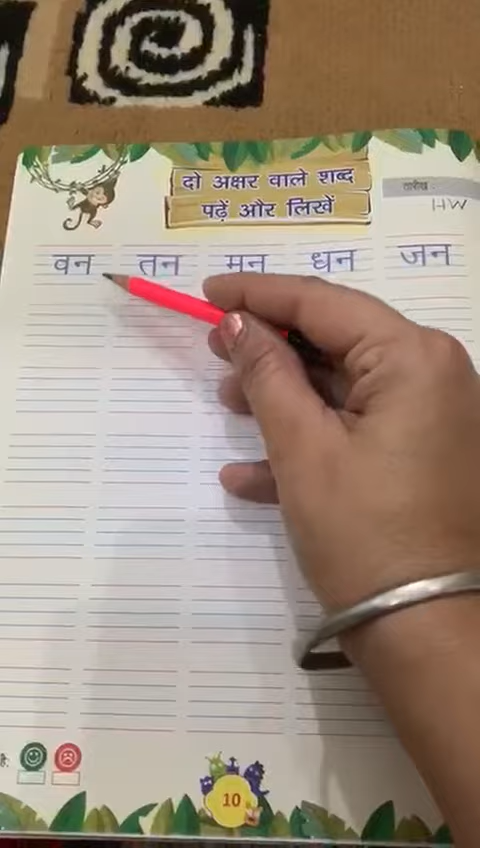 दो अक्षर वाले शब्द
पढ़ें और लिखें
तारीख :
HW
वन तन मन धन जन
10